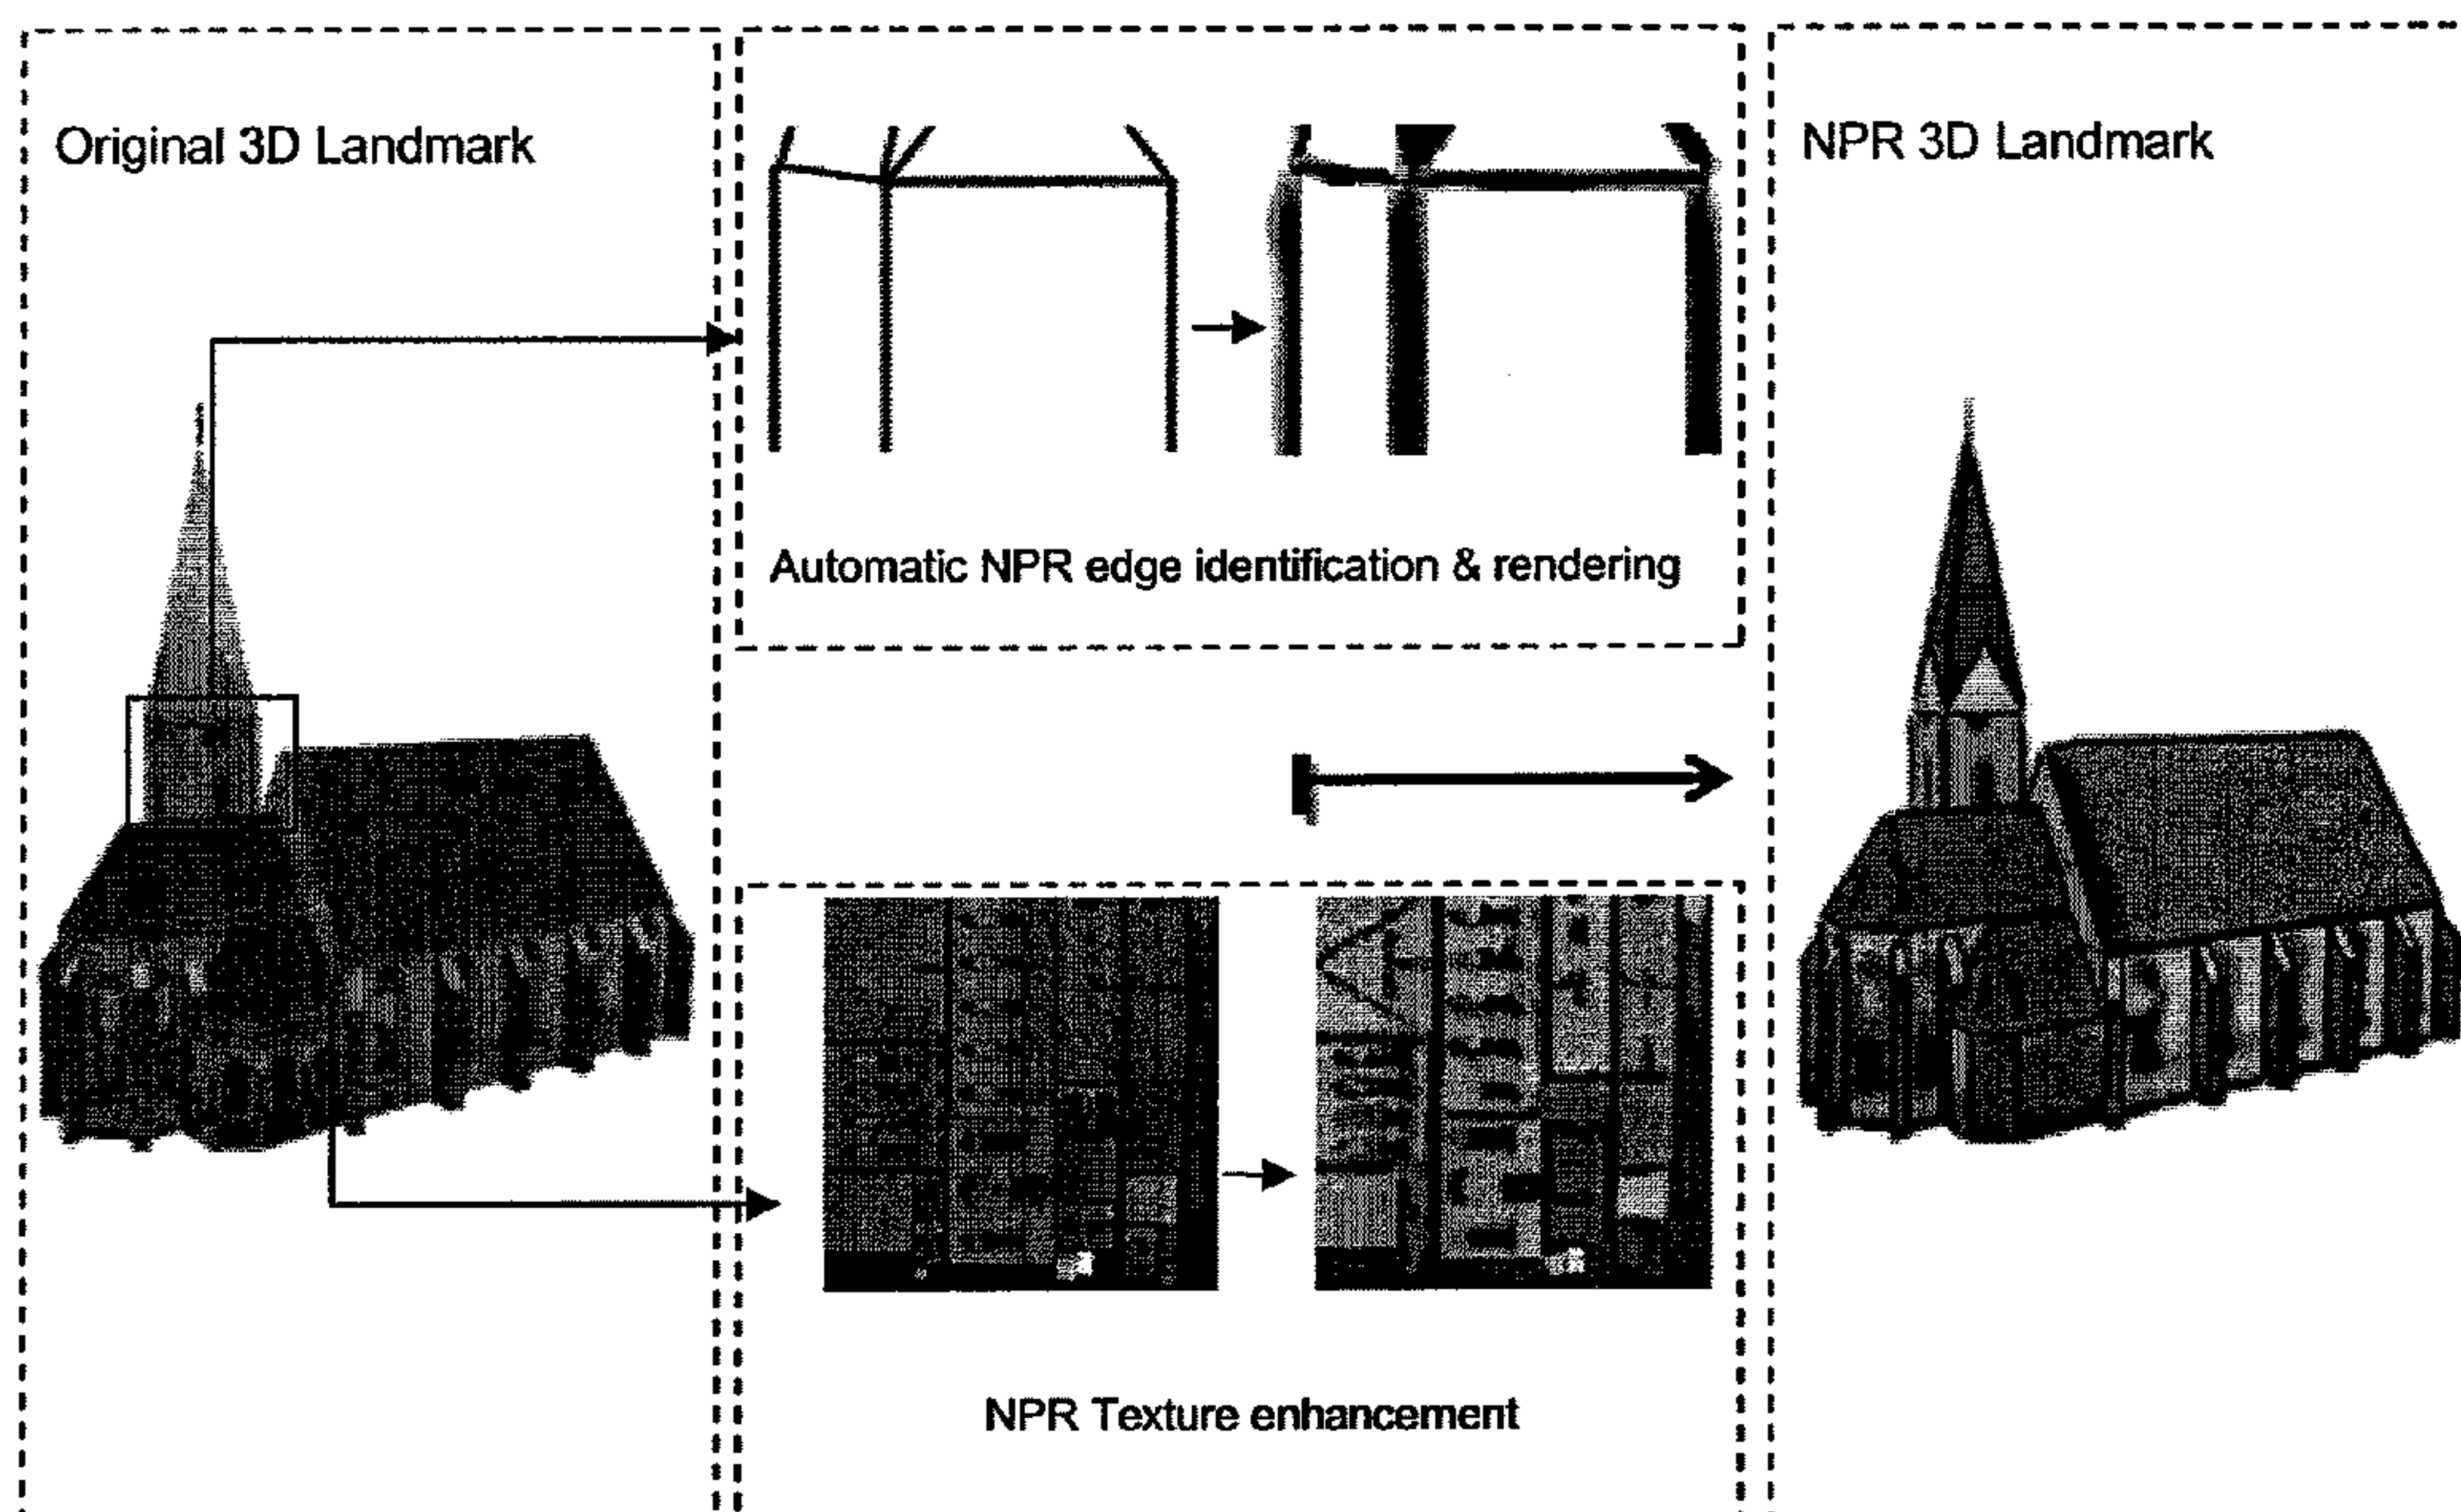 Original 3D Landmark
Automatic NPR edge identification & rendering
NPR Texture enhancement
NPR 3D Landmark